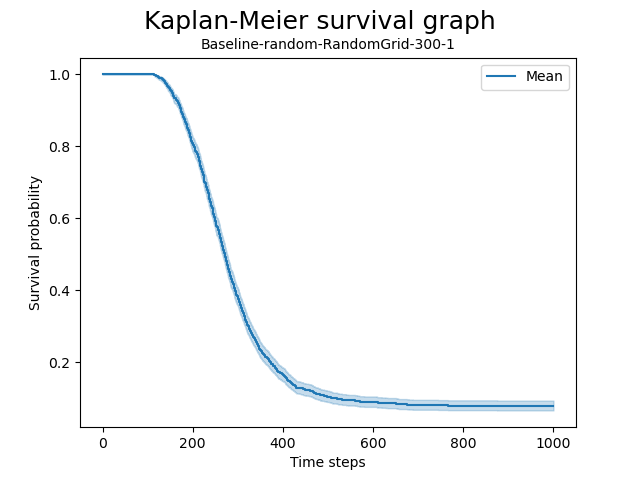 Kaplan-Meier survival graph
Baseline-random-RandomGrid-300-1
Mean
Survival probability
1.0
0.8
0.6
0.4
0.2
0 200 400 600 800 1000
Time steps